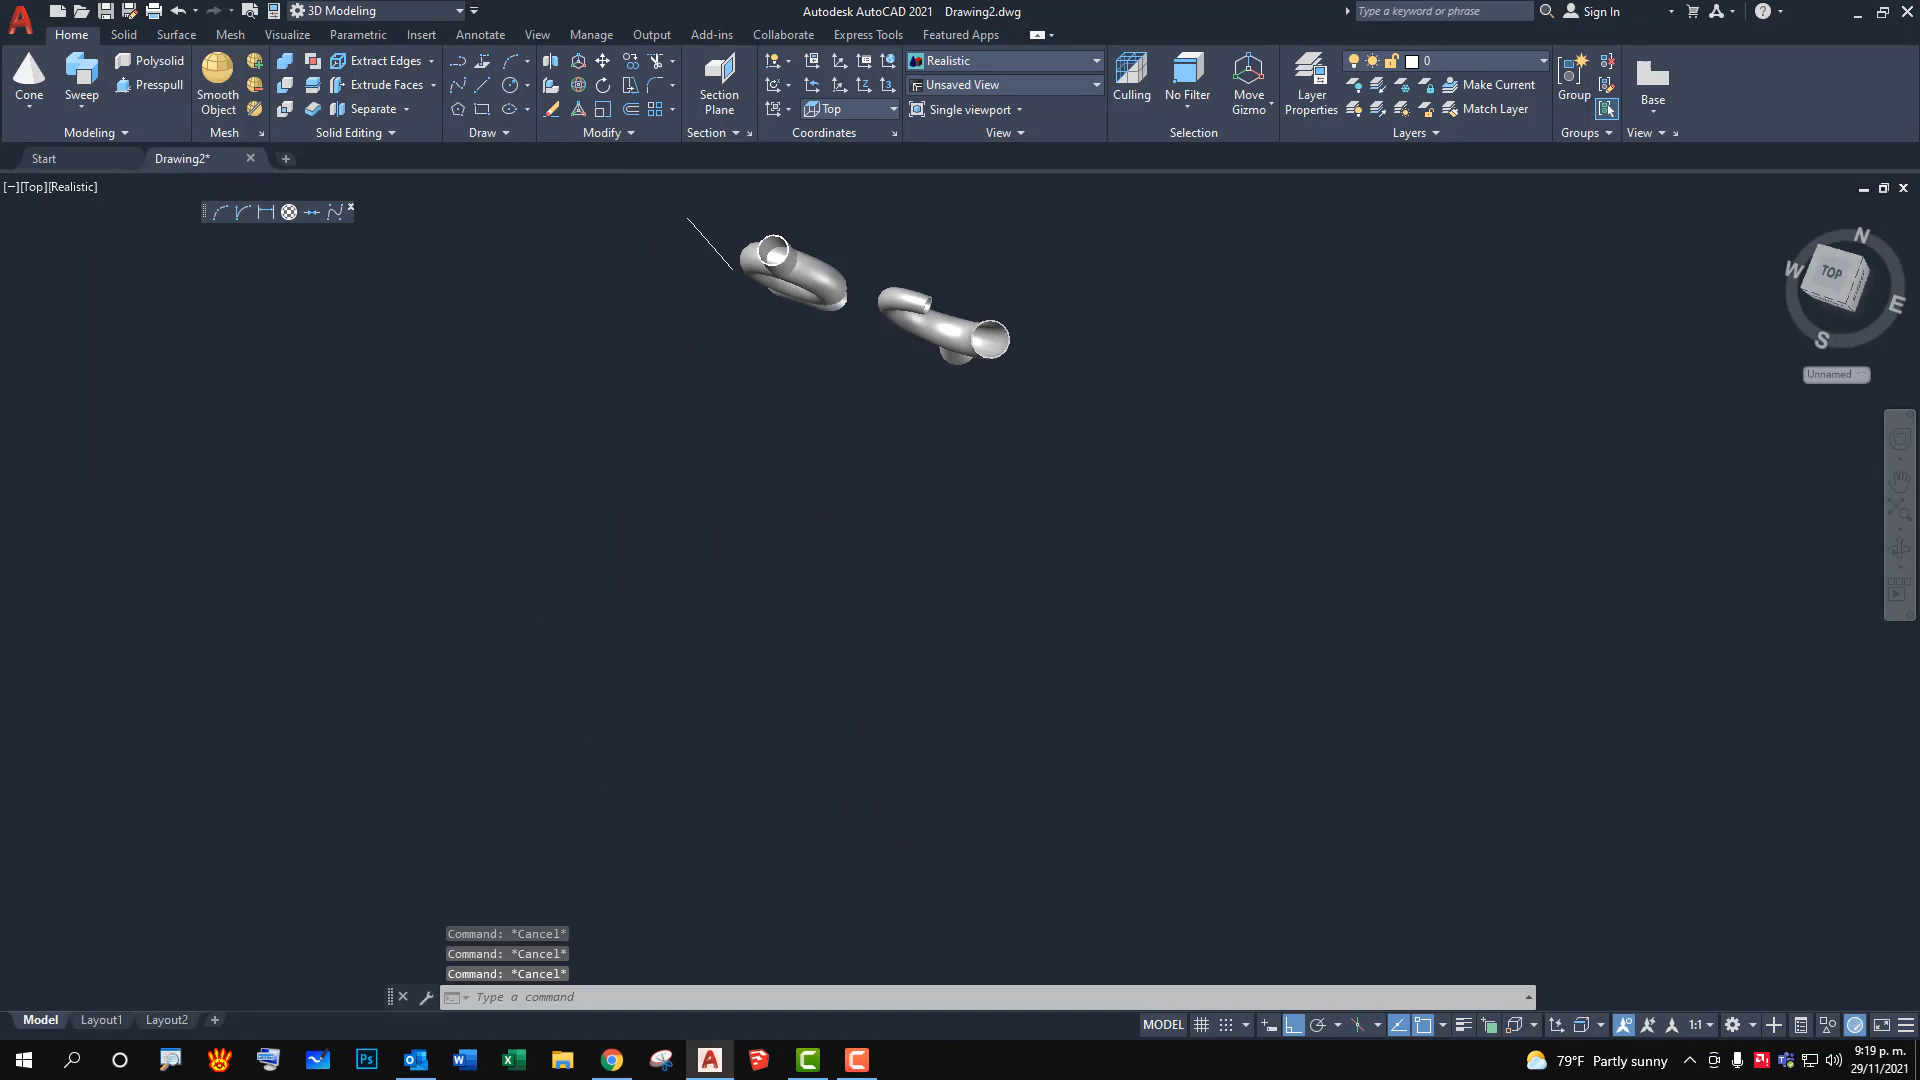 3D Modeling
Autodesk AutoCAD 2021 Drawing2.dwg
Type a keyword or phrase
Sign In
Home Solid Surface Mesh Visualize Parametric Insert Annotate View Manage Output Add-ins Collaborate Express Tools Featured Apps
Cone
Sweep
Polysolid
Presspull
Modeling
Smooth
Object
Mesh
Extract Edges
Extrude Faces
Separate
Solid Editing
Draw
Modify
Section
Plane
Section
Top
Coordinates
Realistic
Unsaved View
Single viewport
View
Culling
No Filter
Move
Gizmo
Selection
Layer
Properties
0
Make Current
Match Layer
Layers
Group
Groups
Base
View
Start
Drawing2*
[−][Top][Realistic]
N
W
TOP
E
S
Unnamed
Command: *Cancel*
Command: *Cancel*
Command: *Cancel*
Type a command
Model Layout1 Layout2
MODEL
1:1
79°F Partly sunny
9:19 p. m.
29/11/2021